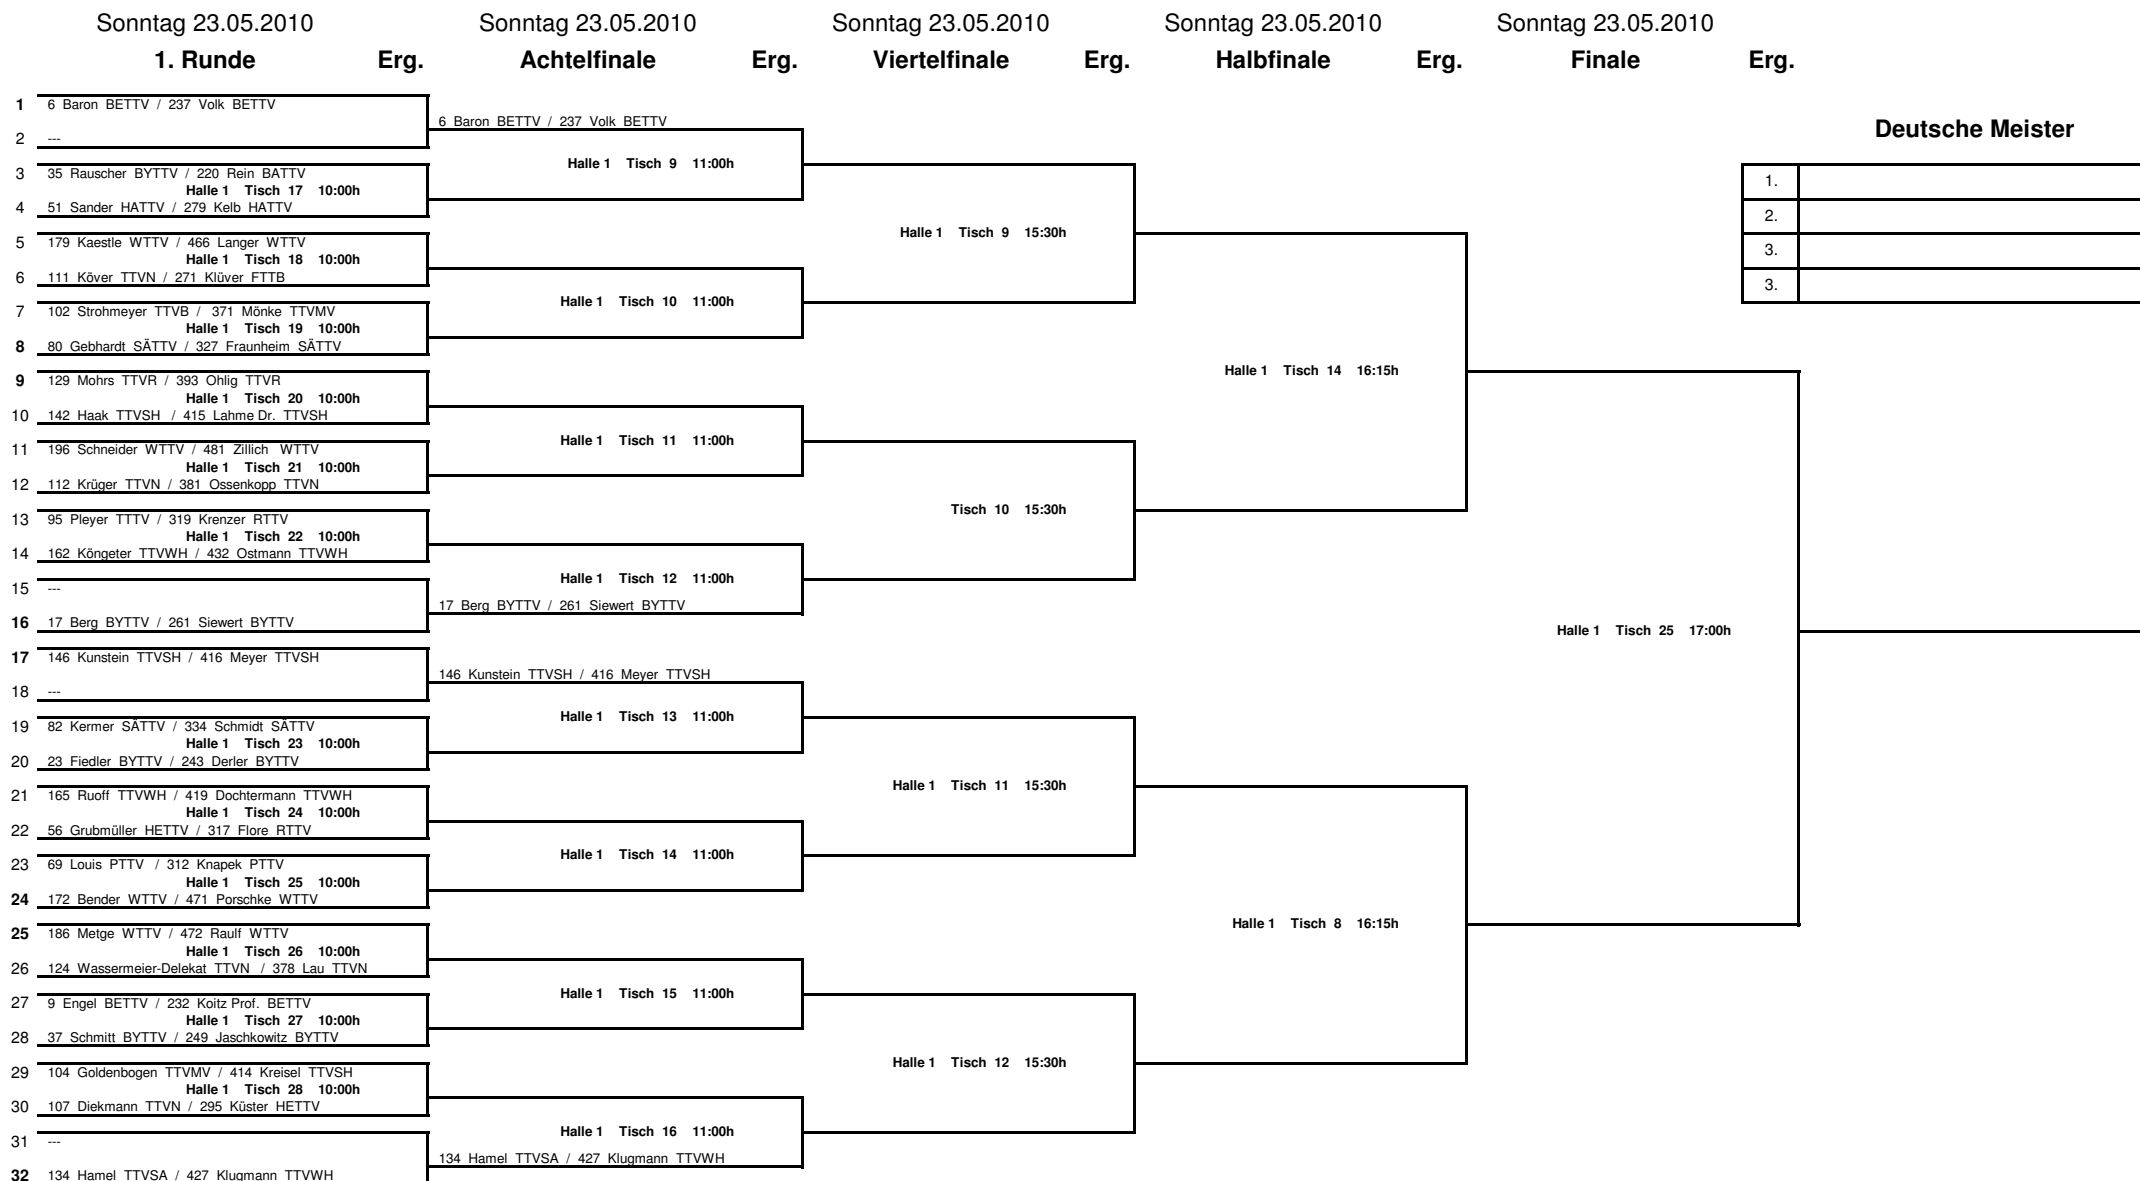 Sonntag 23.05.2010 Sonntag 23.05.2010 Sonntag 23.05.2010 Sonntag 23.05.2010 Sonntag 23.05.2010
1. Runde Erg. Achtelfinale Erg. Viertelfinale Erg. Halbfinale Erg. Finale Erg.
1 6 Baron BETTV / 237 Volk BETTV
6 Baron BETTV / 237 Volk BETTV
2 ---
Deutsche Meister
Halle 1 Tisch 9 11:00h
3 35 Rauscher BYTTV / 220 Rein BATTV
1.
Halle 1 Tisch 17 10:00h
4 51 Sander HATTV / 279 Kelb HATTV
2.
Halle 1 Tisch 9 15:30h
5 179 Kaestle WTTV / 466 Langer WTTV
3.
Halle 1 Tisch 18 10:00h
6 111 Köver TTVN / 271 Klüver FTTB
3.
Halle 1 Tisch 10 11:00h
7 102 Strohmeyer TTVB / 371 Mönke TTVMV
Halle 1 Tisch 19 10:00h
8 80 Gebhardt SÄTTV / 327 Fraunheim SÄTTV
Halle 1 Tisch 14 16:15h
9 129 Mohrs TTVR / 393 Ohlig TTVR
Halle 1 Tisch 20 10:00h
10 142 Haak TTVSH / 415 Lahme Dr. TTVSH
Halle 1 Tisch 11 11:00h
11 196 Schneider WTTV / 481 Zillich WTTV
Halle 1 Tisch 21 10:00h
12 112 Krüger TTVN / 381 Ossenkopp TTVN
Tisch 10 15:30h
13 95 Pleyer TTTV / 319 Krenzer RTTV
Halle 1 Tisch 22 10:00h
14 162 Köngeter TTVWH / 432 Ostmann TTVWH
Halle 1 Tisch 12 11:00h
15 ---
17 Berg BYTTV / 261 Siewert BYTTV
16 17 Berg BYTTV / 261 Siewert BYTTV
Halle 1 Tisch 25 17:00h
17 146 Kunstein TTVSH / 416 Meyer TTVSH
146 Kunstein TTVSH / 416 Meyer TTVSH
18 ---
Halle 1 Tisch 13 11:00h
19 82 Kermer SÄTTV / 334 Schmidt SÄTTV
Halle 1 Tisch 23 10:00h
20 23 Fiedler BYTTV / 243 Derler BYTTV
Halle 1 Tisch 11 15:30h
21 165 Ruoff TTVWH / 419 Dochtermann TTVWH
Halle 1 Tisch 24 10:00h
22 56 Grubmüller HETTV / 317 Flore RTTV
Halle 1 Tisch 14 11:00h
23 69 Louis PTTV / 312 Knapek PTTV
Halle 1 Tisch 25 10:00h
24 172 Bender WTTV / 471 Porschke WTTV
Halle 1 Tisch 8 16:15h
25 186 Metge WTTV / 472 Raulf WTTV
Halle 1 Tisch 26 10:00h
26 124 Wassermeier-Delekat TTVN / 378 Lau TTVN
Halle 1 Tisch 15 11:00h
27 9 Engel BETTV / 232 Koitz Prof. BETTV
Halle 1 Tisch 27 10:00h
28 37 Schmitt BYTTV / 249 Jaschkowitz BYTTV
Halle 1 Tisch 12 15:30h
29 104 Goldenbogen TTVMV / 414 Kreisel TTVSH
Halle 1 Tisch 28 10:00h
30 107 Diekmann TTVN / 295 Küster HETTV
Halle 1 Tisch 16 11:00h
31 ---
134 Hamel TTVSA / 427 Klugmann TTVWH
32 134 Hamel TTVSA / 427 Klugmann TTVWH